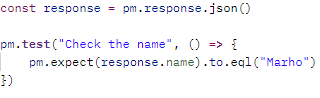 const response = pm.response.json()
pm.test("Check the name", () => {
    pm.expect(response.name).to.eql("Marho")
})